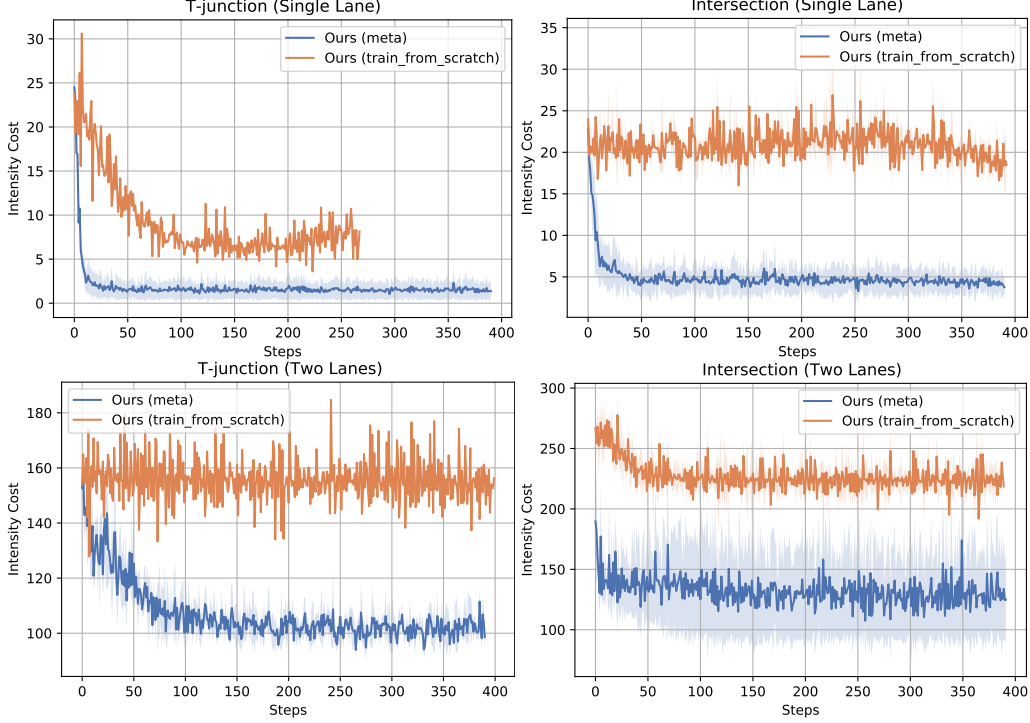 T-junction (Single Lane)
Ours (meta)
Ours (train_from_scratch)
30
25
20
15
10
5
0
Intensity Cost
0 50 100 150 200 250 300 350 400
Steps
Intersection (Single Lane)
Ours (meta)
Ours (train_from_scratch)
35
30
25
20
15
10
5
Intensity Cost
0 50 100 150 200 250 300 350 400
Steps
T-junction (Two Lanes)
Ours (meta)
Ours (train_from_scratch)
180
160
140
120
100
Intensity Cost
0 50 100 150 200 250 300 350 400
Steps
Intersection (Two Lanes)
Ours (meta)
Ours (train_from_scratch)
300
250
200
150
100
Intensity Cost
0 50 100 150 200 250 300 350 400
Steps